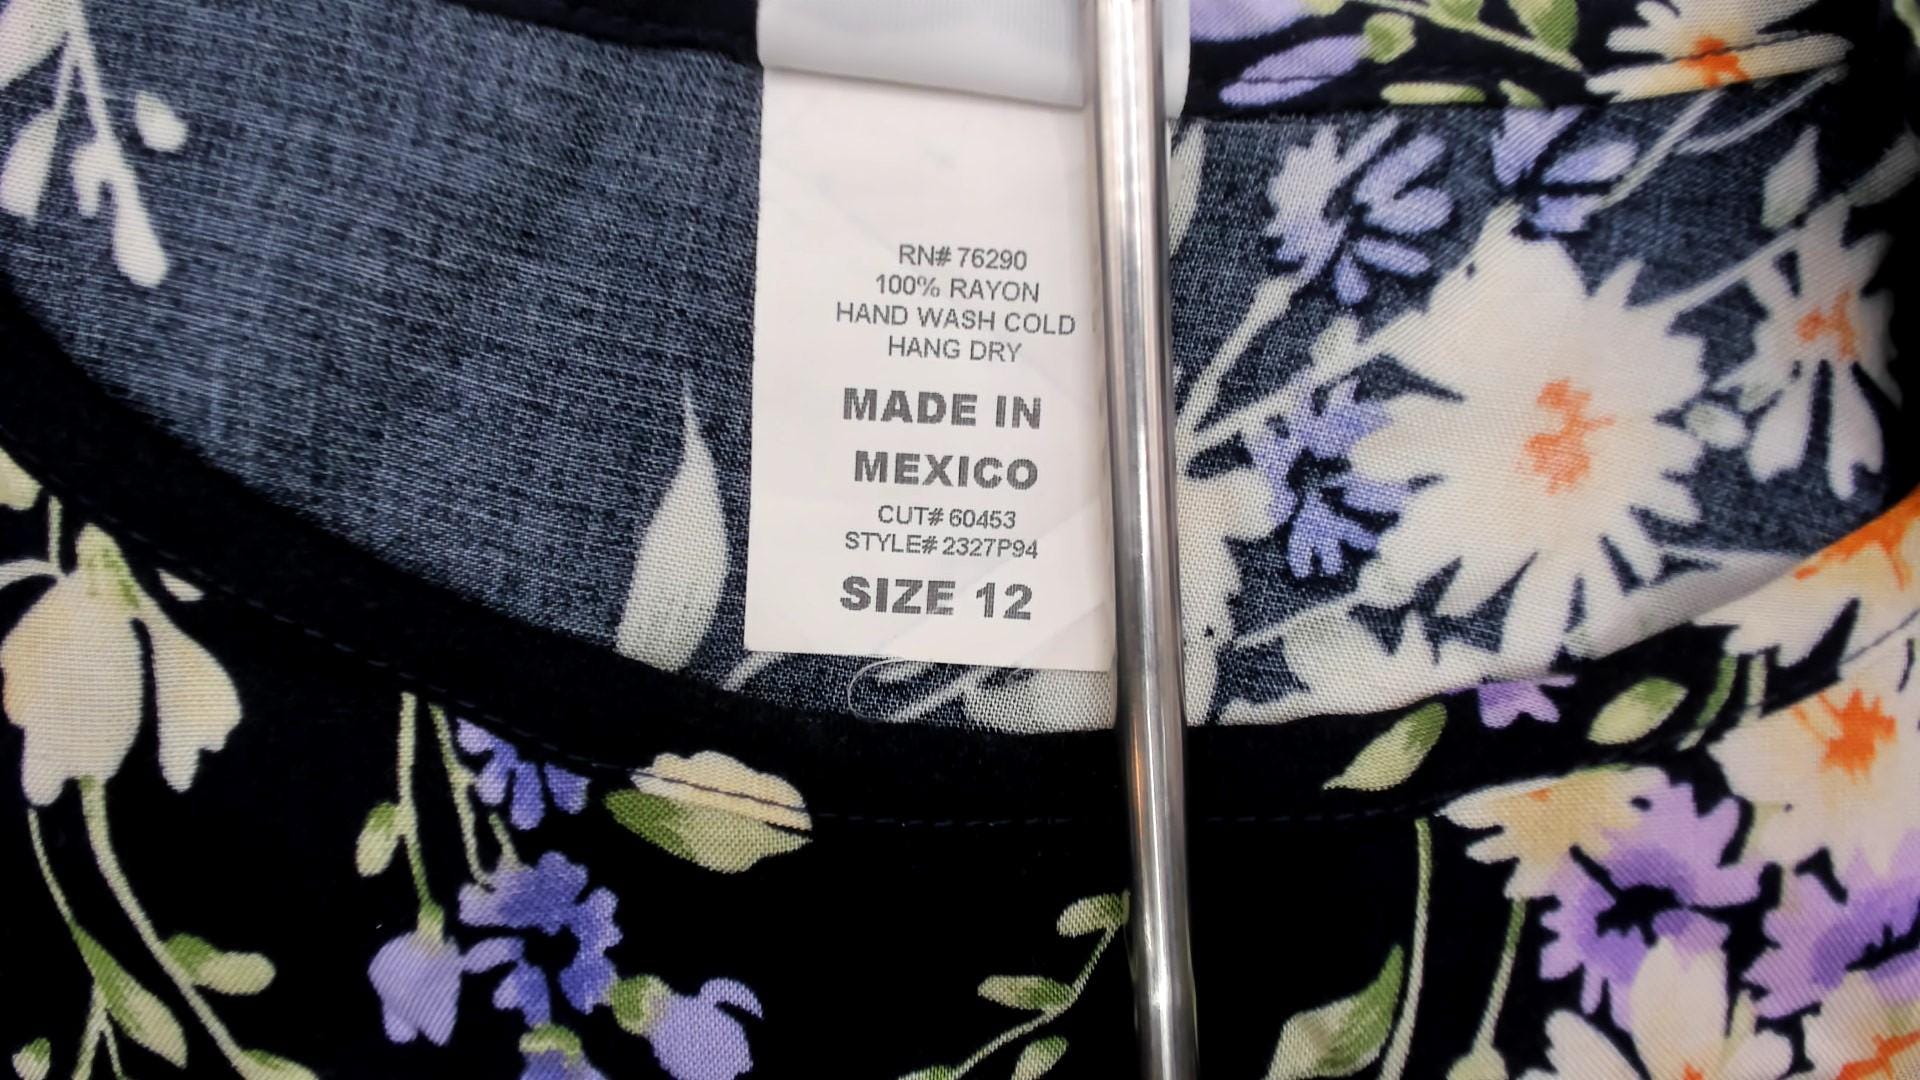 RN# 76290
100% RAYON
HAND WASH COLD
HANG DRY
MADE IN
MEXICO
CUT# 60453
STYLE# 2327P94
SIZE 12